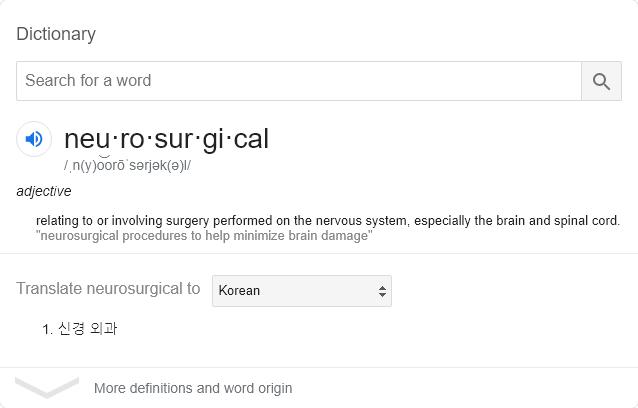 Dictionary
Search for a word
neu·ro·sur·gi·cal
/ˌn(y)o͝orōˈsərjək(ə)l/
adjective
relating to or involving surgery performed on the nervous system, especially the brain and spinal cord.
"neurosurgical procedures to help minimize brain damage"
Translate neurosurgical to Korean
1. 신경 외과
More definitions and word origin